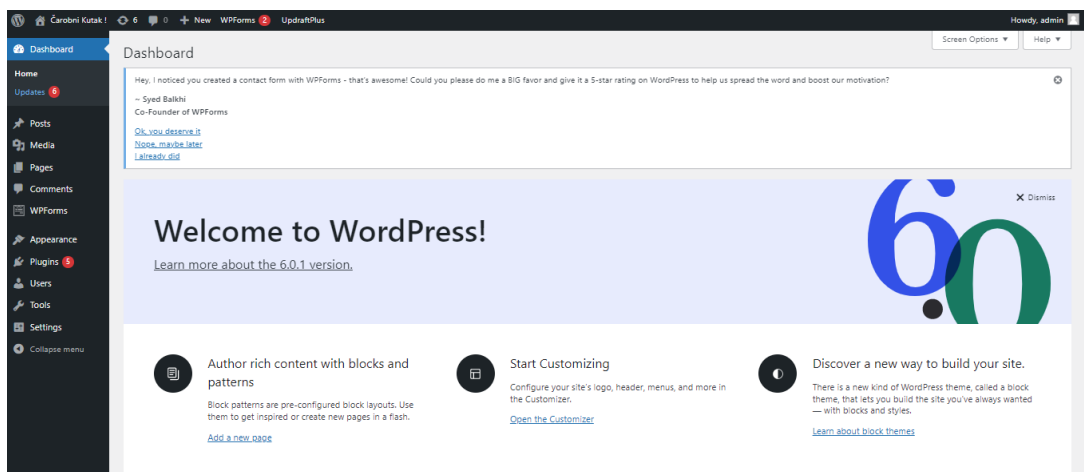 Čarobni Kutak ! 6 0 New WPForms 2 UpdraftPlus Howdy, admin
Dashboard
Home
Updates 6
Posts
Media
Pages
Comments
WPForms
Appearance
Plugins 5
Users
Tools
Settings
Collapse menu
Screen Options Help
Dashboard
Hey, I noticed you created a contact form with WPForms - that's awesome! Could you please do me a BIG favor and give it a 5-star rating on WordPress to help us spread the word and boost our motivation?
~ Syed Balkhi
Co-Founder of WPForms
Ok, you deserve it
Nope, maybe later
I already did
Dismiss
6.0
Welcome to WordPress!
Learn more about the 6.0.1 version.
Author rich content with blocks and
patterns
Block patterns are pre-configured block layouts. Use
them to get inspired or create new pages in a flash.
Add a new page
Start Customizing
Configure your site's logo, header, menus, and more in
the Customizer.
Open the Customizer
Discover a new way to build your site.
There is a new kind of WordPress theme, called a block
theme, that lets you build the site you've always wanted
— with blocks and styles.
Learn about block themes